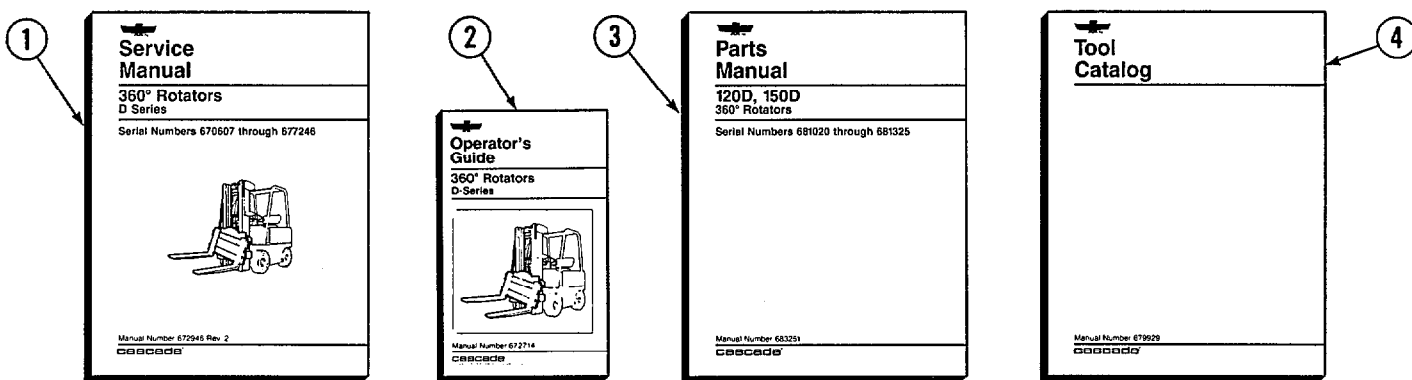 1
Service
Manual
360° Rotators
D Series
Serial Numbers 670607 through 677246
Manual Number 672946 Rev. 2
cascade
2
Operator's
Guide
360° Rotators
D-Series
Manual Number 672714
cascade
3
Parts
Manual
120D, 150D
360° Rotators
Serial Numbers 681020 through 681325
Manual Number 683251
cascade
4
Tool
Catalog
Manual Number 679929
cascade